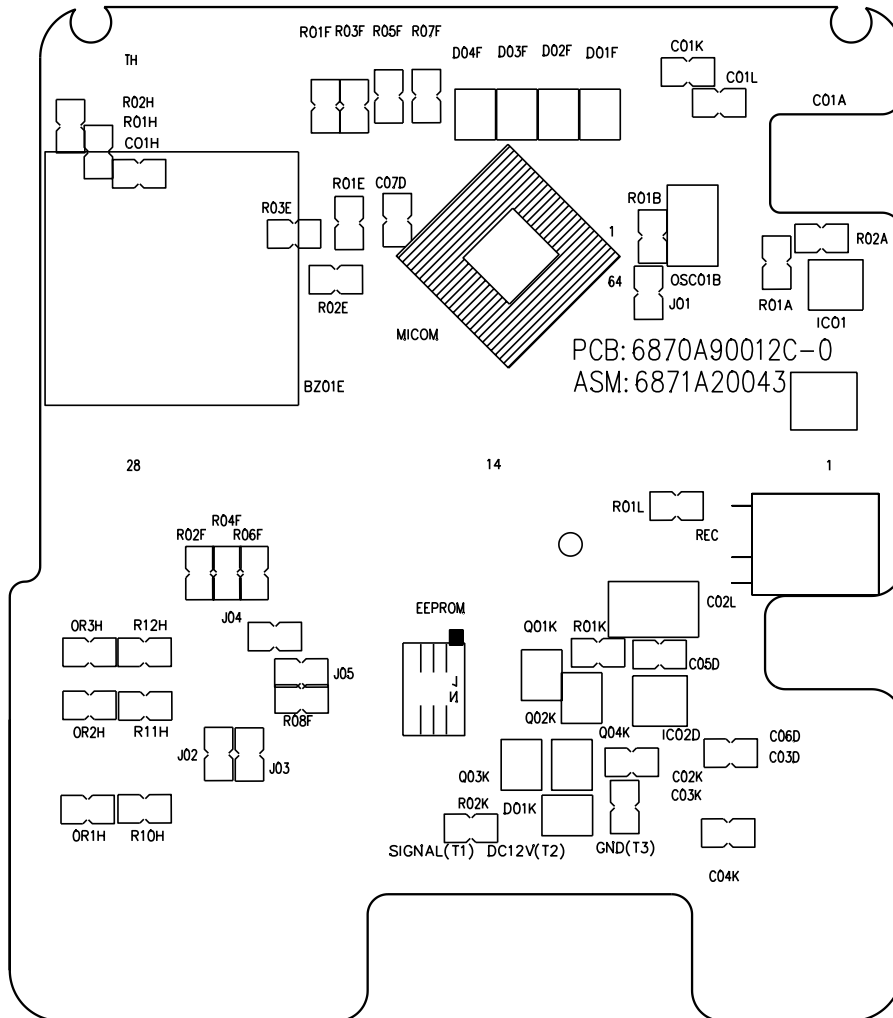 R01F R03F R05F R07F
D04F D03F D02F D01F
C01K
C01L
TH
C01A
R02H
R01H
C01H
R01E C07D
R01B
R03E
1
R02A
64
OSC01B
R02E
J01
R01A
IC01
MICOM
PCB:6870A90012C-0
ASM:6871A20043
BZ01E
28 14 1
R01L
REC
R04F
R02F R06F
EEPROM
C02L
J04
OR3H R12H
Q01K R01K
C05D
J05
Z ㄥ
R08F
Q02K
OR2H R11H
Q04K IC02D
C06D
C03D
J02 J03
Q03K
C02K
C03K
R02K D01K
OR1H R10H
SIGNAL(T1) DC12V(T2) GND(T3)
C04K